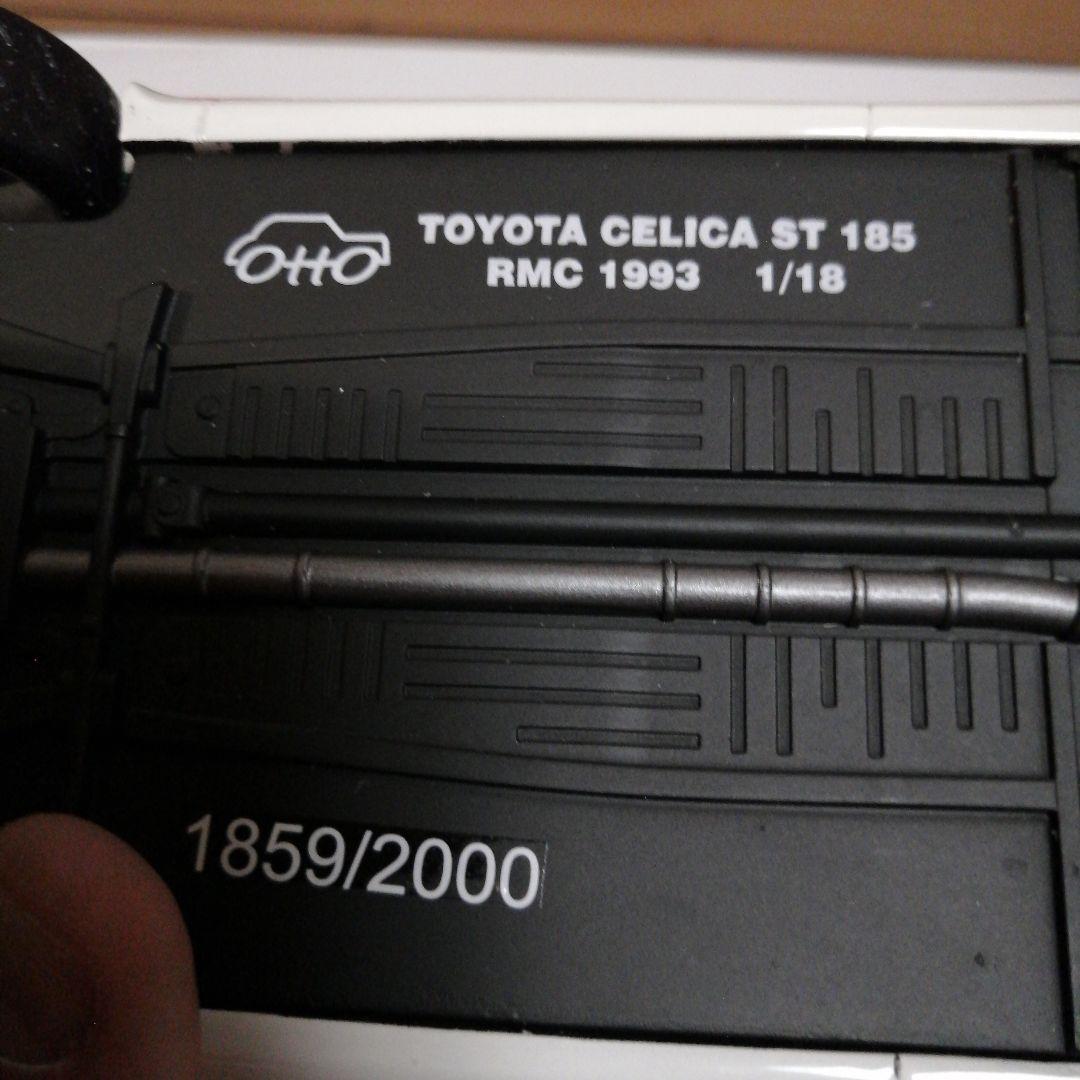 OTTO
TOYOTA CELICA ST 185
RMC 1993 1/18
1859/2000